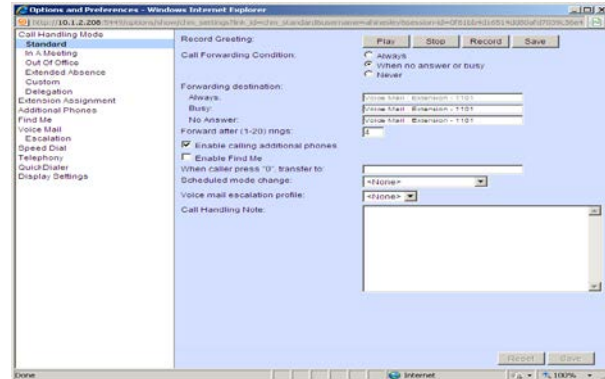 Options and Preferences - Windows Internet Explorer
Call Handling Mode
Standard
In A Meeting
Out Of Office
Extended Absence
Custom
Delegation
Extension Assignment
Additional Phones
Find Me
Voice Mail
Escalation
Speed Dial
Telephony
QuickDialer
Display Settings
Record Greeting:
Play
Stop
Record
Save
Call Forwarding Condition:
Always
When no answer or busy
Never
Forwarding destination:
Always:
Voice Mail : Extension - 1101
Busy:
Voice Mail : Extension - 1101
No Answer:
Voice Mail : Extension - 1101
Forward after (1-20) rings:
4
Enable calling additional phones
Enable Find Me
When caller press "0", transfer to:
Scheduled mode change:
<None>
Voice mail escalation profile:
<None>
Call Handling Note:
Reset
Save
Done
Internet
100%